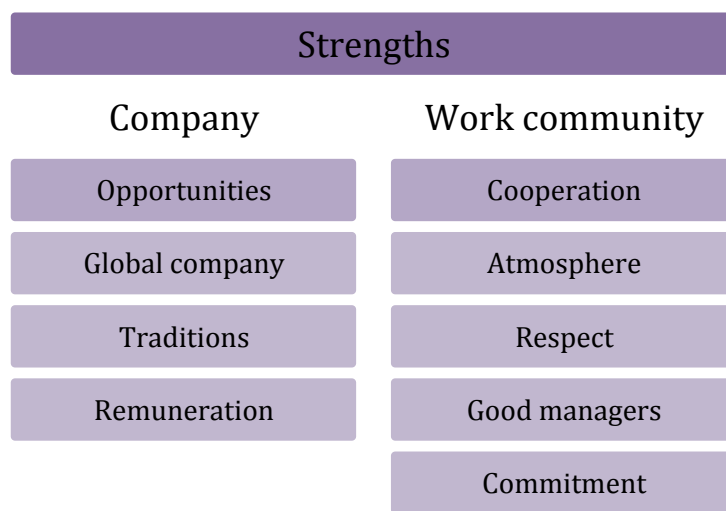 Strengths
Company
Opportunities
Global company
Traditions
Remuneration
Work community
Cooperation
Atmosphere
Respect
Good managers
Commitment